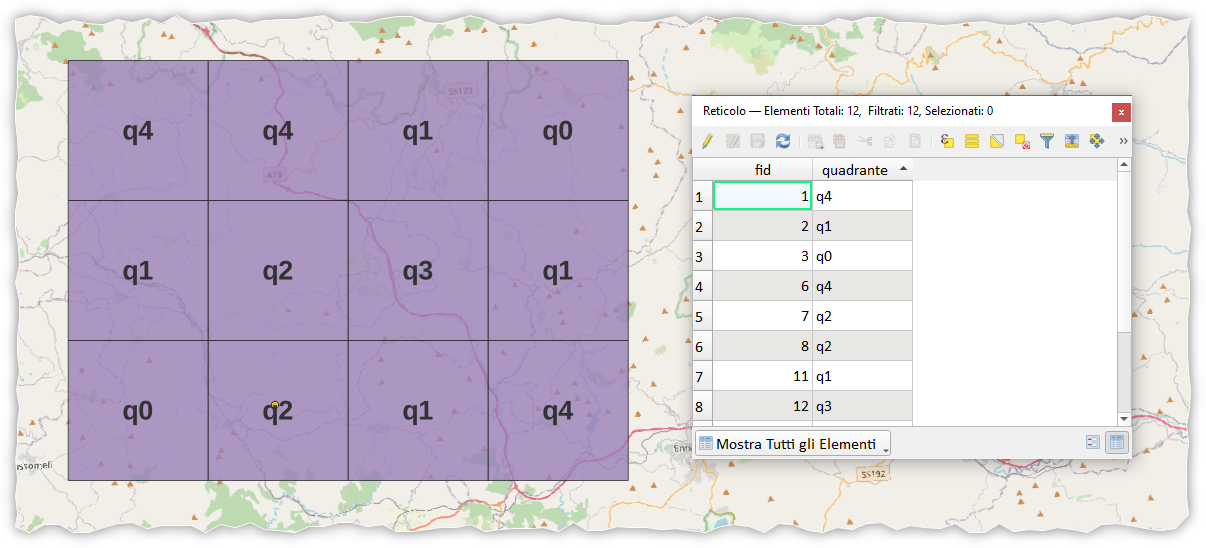 q4 q4 q1 q0
q1 q2 q3 q1
q0 q2 q1 q4
SS120
A19
ussomeli
Reticolo — Elementi Totali: 12, Filtrati: 12, Selezionati: 0
fid quadrante
1 1 q4
2 2 q1
3 3 q0
4 6 q4
5 7 q2
6 8 q2
7 11 q1
8 12 q3
Mostra Tutti gli Elementi
Enn
SS192